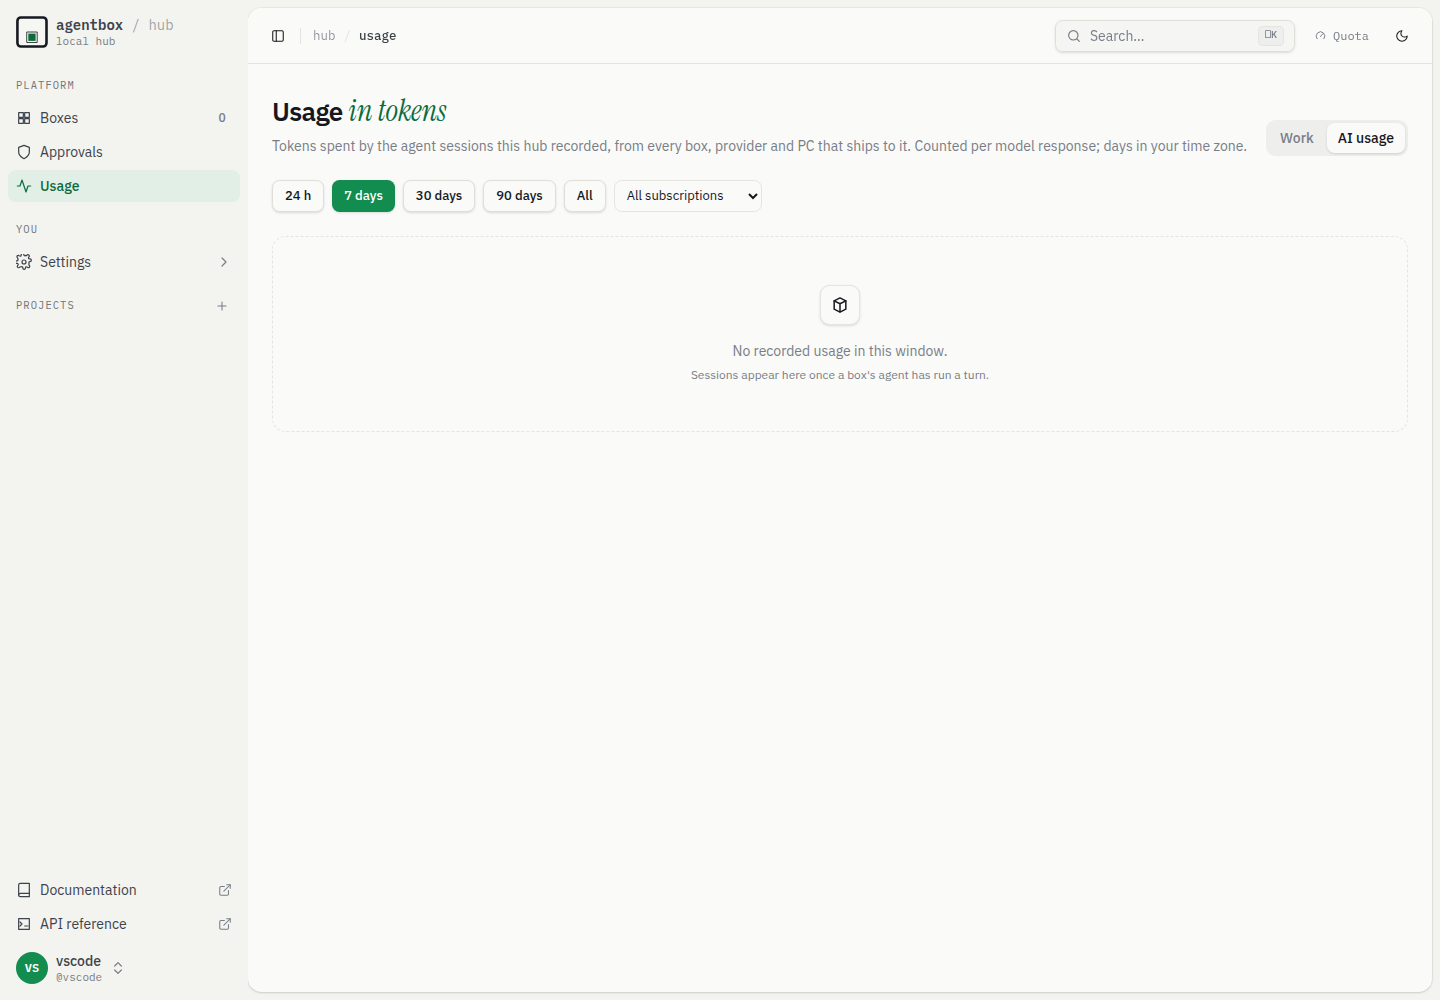 agentbox / hub
local hub
PLATFORM
Boxes 0
Approvals
Usage
YOU
Settings
PROJECTS
Documentation
API reference
VS
vscode
@vscode
hub / usage
Search...
K
Quota
Usage in tokens
Tokens spent by the agent sessions this hub recorded, from every box, provider and PC that ships to it. Counted per model response; days in your time zone.
Work AI usage
24 h 7 days 30 days 90 days All All subscriptions
No recorded usage in this window.
Sessions appear here once a box's agent has run a turn.